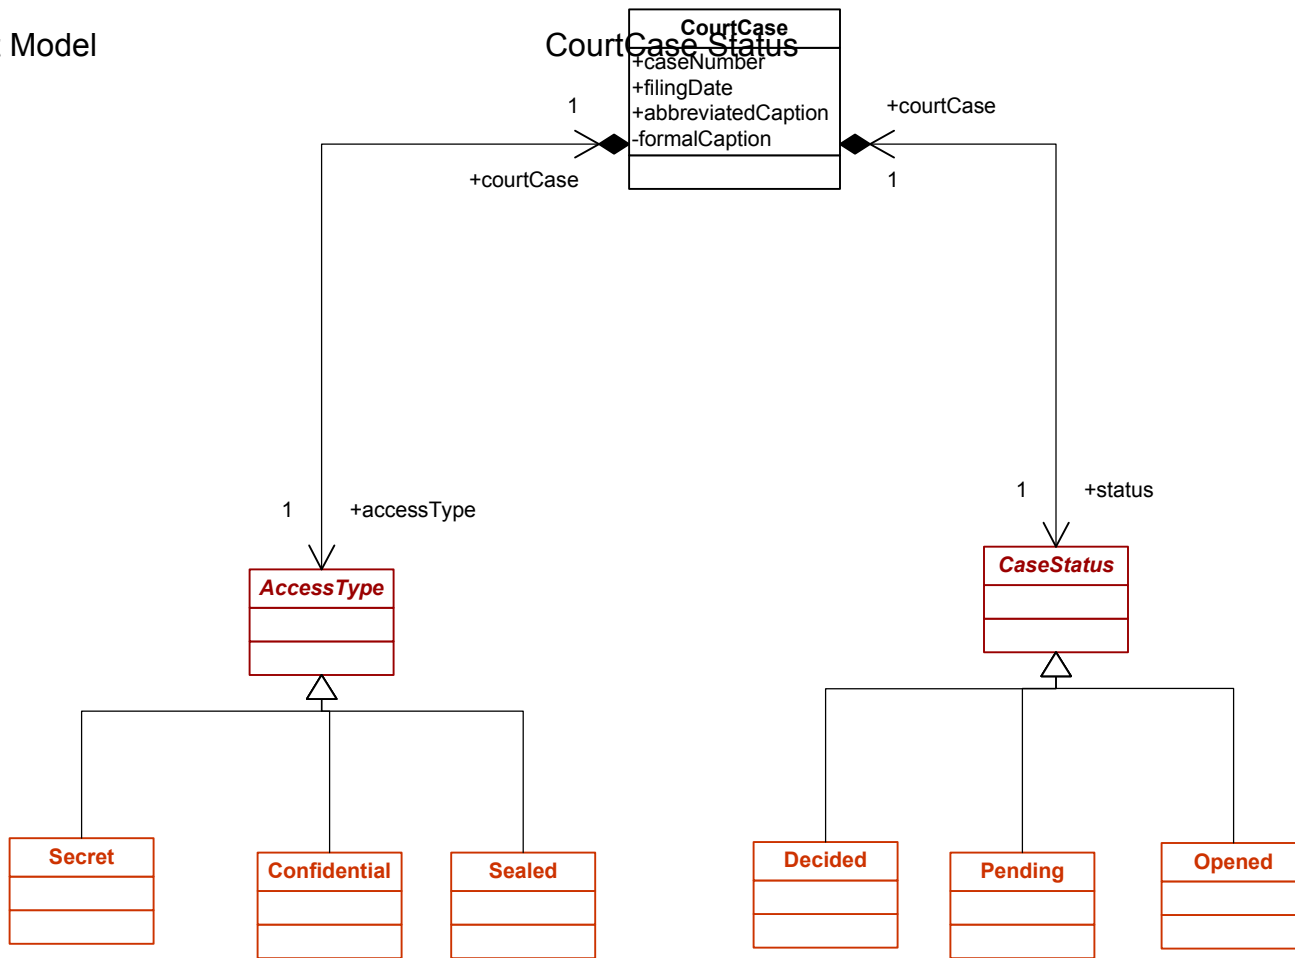 : Model
CourtCase Status
CourtCase
+caseNumber
+filingDate
+abbreviatedCaption
-formalCaption
1
+courtCase
+courtCase
1
1
+accessType
1
+status
AccessType
CaseStatus
Secret
Confidential
Sealed
Decided
Pending
Opened